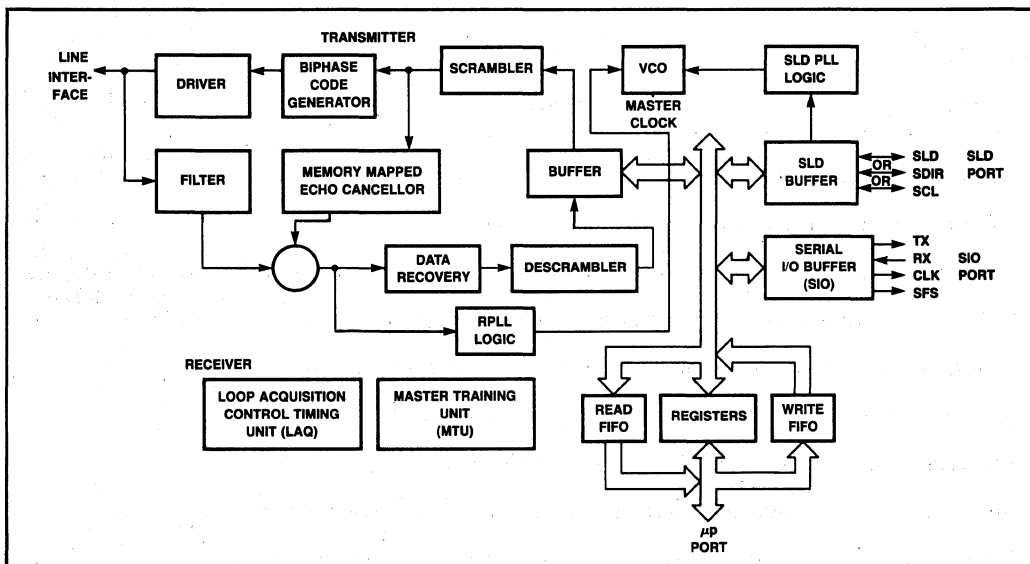 TRANSMITTER
LINE
INTER-
FACE
DRIVER
BIPHASE
CODE
GENERATOR
SCRAMBLER
VCO
MASTER
CLOCK
SLD PLL
LOGIC
FILTER
MEMORY MAPPED
ECHO CANCELLOR
BUFFER
SLD
BUFFER
SLD SLD
OR
SDIR PORT
OR
SCL
DATA
RECOVERY
DESCRAMBLER
SERIAL
I/O BUFFER
(SIO)
TX
RX SIO
CLK PORT
SFS
RPLL
LOGIC
RECEIVER
LOOP ACQUISITION
CONTROL TIMING
UNIT (LAQ)
MASTER TRAINING
UNIT
(MTU)
READ
FIFO
REGISTERS
WRITE
FIFO
µp
PORT